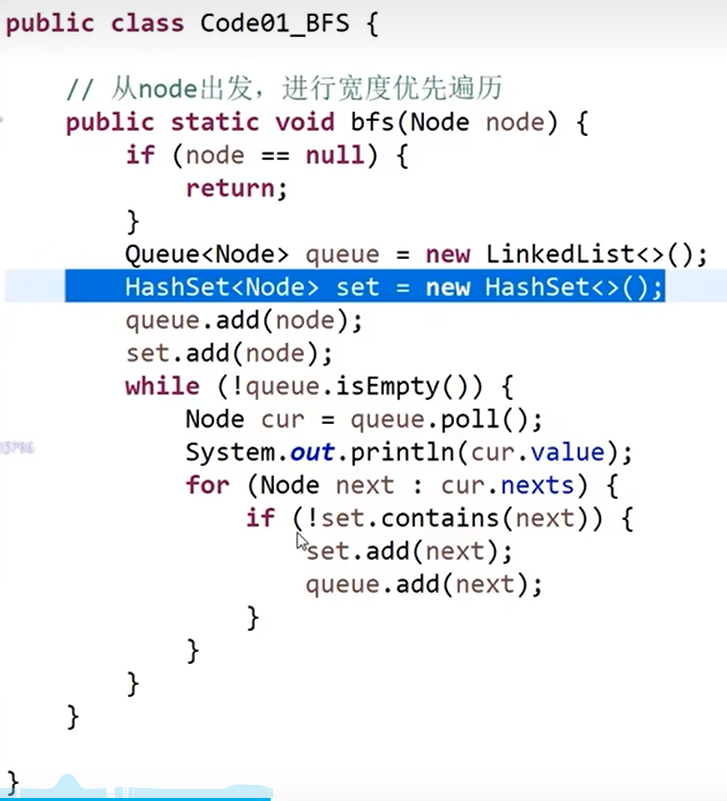 public class Code01_BFS {
// 从node出发，进行宽度优先遍历
public static void bfs(Node node) {
if (node == null) {
return;
}
Queue<Node> queue = new LinkedList<>();
HashSet<Node> set = new HashSet<>();
queue.add(node);
set.add(node);
while (!queue.isEmpty()) {
Node cur = queue.poll();
System.out.println(cur.value);
for (Node next : cur.nexts) {
if (!set.contains(next)) {
set.add(next);
queue.add(next);
}
}
}
}
}